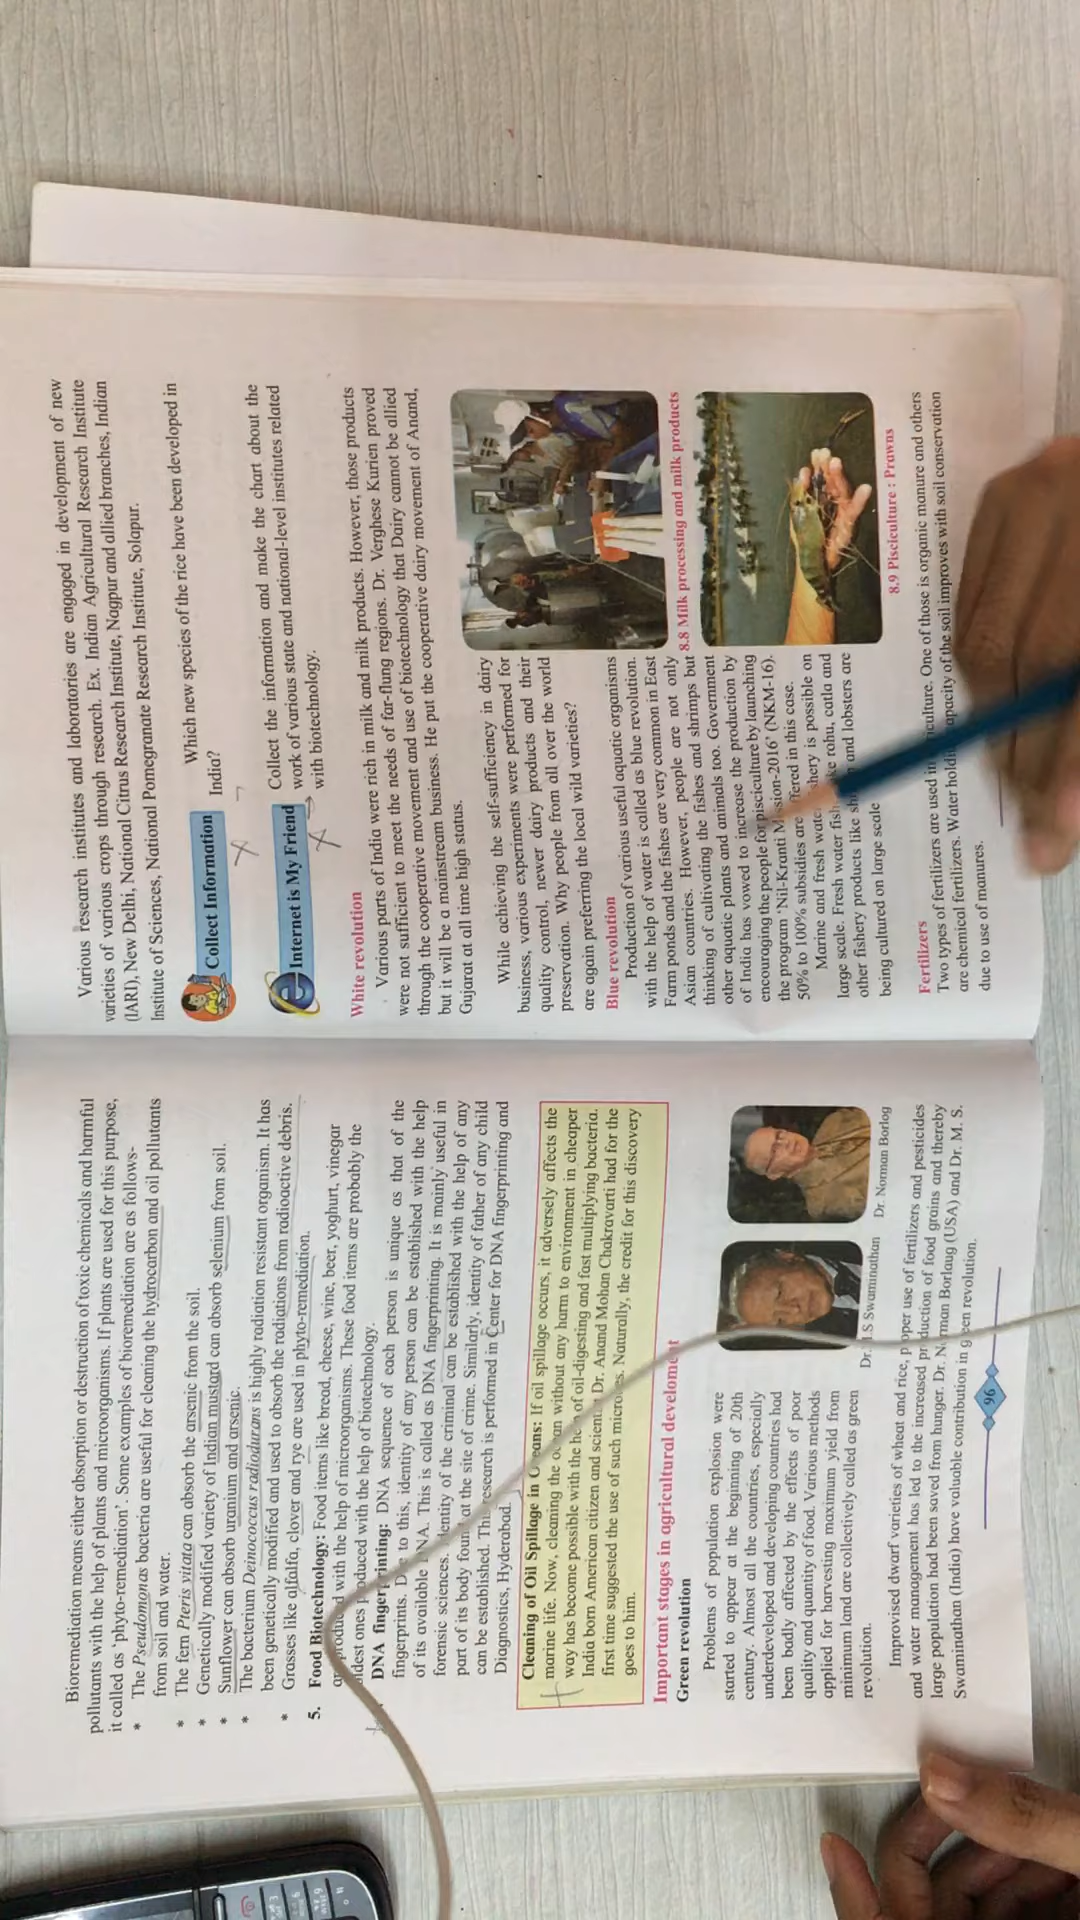 Bioremediation means either absorption or destruction of toxic chemicals and harmful
pollutants with the help of plants and microorganisms. If plants are used for this purpose,
it called as 'phyto-remediation'. Some examples of bioremediation are as follows-
* The Pseudomonas bacteria are useful for cleaning the hydrocarbon and oil pollutants
from soil and water.
* The fern Pteris vitata can absorb the arsenic from the soil.
* Genetically modified variety of Indian mustard can absorb selenium from soil.
* Sunflower can absorb uranium and arsenic.
* The bacterium Deinococcus radiodurans is highly radiation resistant organism. It has
been genetically modified and used to absorb the radiations from radioactive debris.
* Grasses like alfalfa, clover and rye are used in phyto-remediation.
5. Food Biotechnology: Food items like bread, cheese, wine, beer, yoghurt, vinegar
produced with the help of microorganisms. These food items are probably the
oldest ones produced with the help of biotechnology.
DNA fingerprinting: DNA sequence of each person is unique as that of the
fingerprints. to this, identity of any person can be established with the help
of its available DNA. This is called as DNA fingerprinting. It is mainly useful in
forensic sciences. Identity of the criminal can be established with the help of any
part of its body found at the site of crime. Similarly, identity of father of any child
can be established. This research is performed in Center for DNA fingerprinting and
Diagnostics, Hyderabad.
Cleaning of Oil Spillage in Oceans: If oil spillage occurs, it adversely affects the
marine life. Now, cleaning the ocean without any harm to environment in cheaper
way has become possible with the help of oil-digesting and fast multiplying bacteria.
India born American citizen and scientist Dr. Anand Mohan Chakravarti had for the
first time suggested the use of such microbes. Naturally, the credit for this discovery
goes to him.
Important stages in agricultural develoment
Green revolution
Problems of population explosion were
started to appear at the beginning of 20th
century. Almost all the countries, especially
underdeveloped and developing countries had
been badly affected by the effects of poor
quality and quantity of food. Various methods
applied for harvesting maximum yield from
minimum land are collectively called as green
revolution.
Dr. M.S Swaminathan
Dr. Norman Borlog
Improvised dwarf varieties of wheat and rice, proper use of fertilizers and pesticides
and water management has led to the increased production of food grains and thereby
large population had been saved from hunger. Dr. Norman Borlaug (USA) and Dr. M. S.
Swaminathan (India) have valuable contribution in green revolution.
96
Various research institutes and laboratories are engaged in development of new
varieties of various crops through research. Ex. Indian Agricultural Research Institute
(IARI), New Delhi, National Citrus Research Institute, Nagpur and allied branches, Indian
Institute of Sciences, National Pomegranate Research Institute, Solapur.
Collect Information
Which new species of the rice have been developed in
India?
Internet is My Friend
Collect the information and make the chart about the
work of various state and national-level institutes related
with biotechnology.
White revolution
Various parts of India were rich in milk and milk products. However, those products
were not sufficient to meet the needs of far-flung regions. Dr. Verghese Kurien proved
through the cooperative movement and use of biotechnology that Dairy cannot be allied
but it will be a mainstream business. He put the cooperative dairy movement of Anand,
Gujarat at all time high status.
While achieving the self-sufficiency in dairy
business, various experiments were performed for
quality control, newer dairy products and their
preservation. Why people from all over the world
are again preferring the local wild varieties?
8.8 Milk processing and milk products
Blue revolution
Production of various useful aquatic organisms
with the help of water is called as blue revolution.
Farm ponds and the fishes are very common in East
Asian countries. However, people are not only
thinking of cultivating the fishes and shrimps but
other aquatic plants and animals too. Government
of India has vowed to increase the production by
encouraging the people for pisciculture by launching
the program 'Nil-Kranti Mission-2016' (NKM-16).
50% to 100% subsidies are offered in this case.
Marine and fresh water fishery is possible on
large scale. Fresh water fish like rohu, catla and
other fishery products like and lobsters are
being cultured on large scale
8.9 Pisciculture : Prawns
Fertilizers
Two types of fertilizers are used in agriculture. One of those is organic manure and others
are chemical fertilizers. Water holding capacity of the soil improves with soil conservation
due to use of manures.